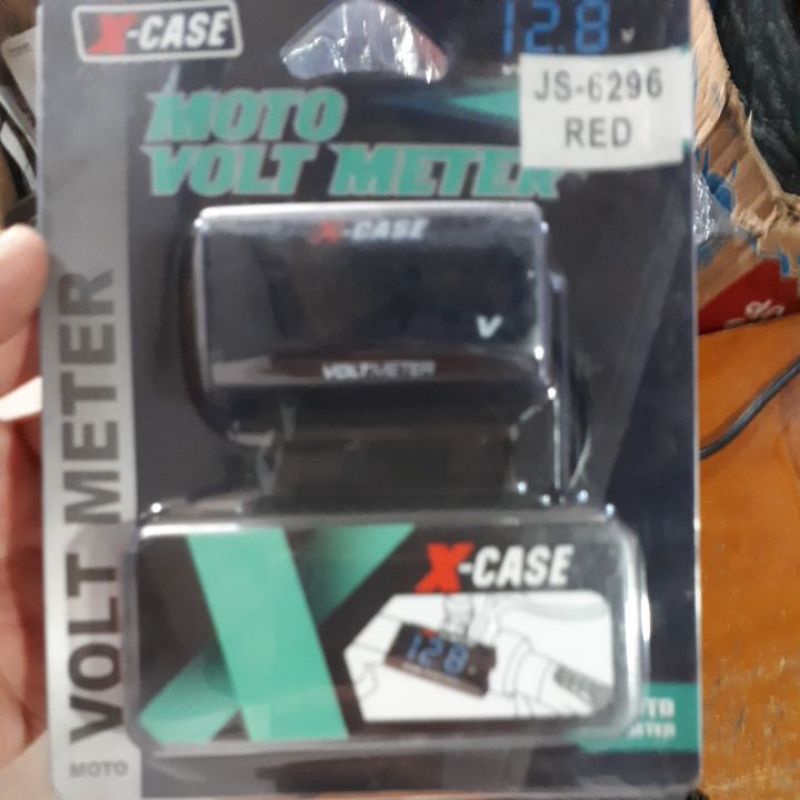 X-CASE
12.8 V
JS-6296
RED
MOTO
VOLT METER
X-CASE
V
VOLTMETER
VOLT METER
MOTO
X-CASE
12.8